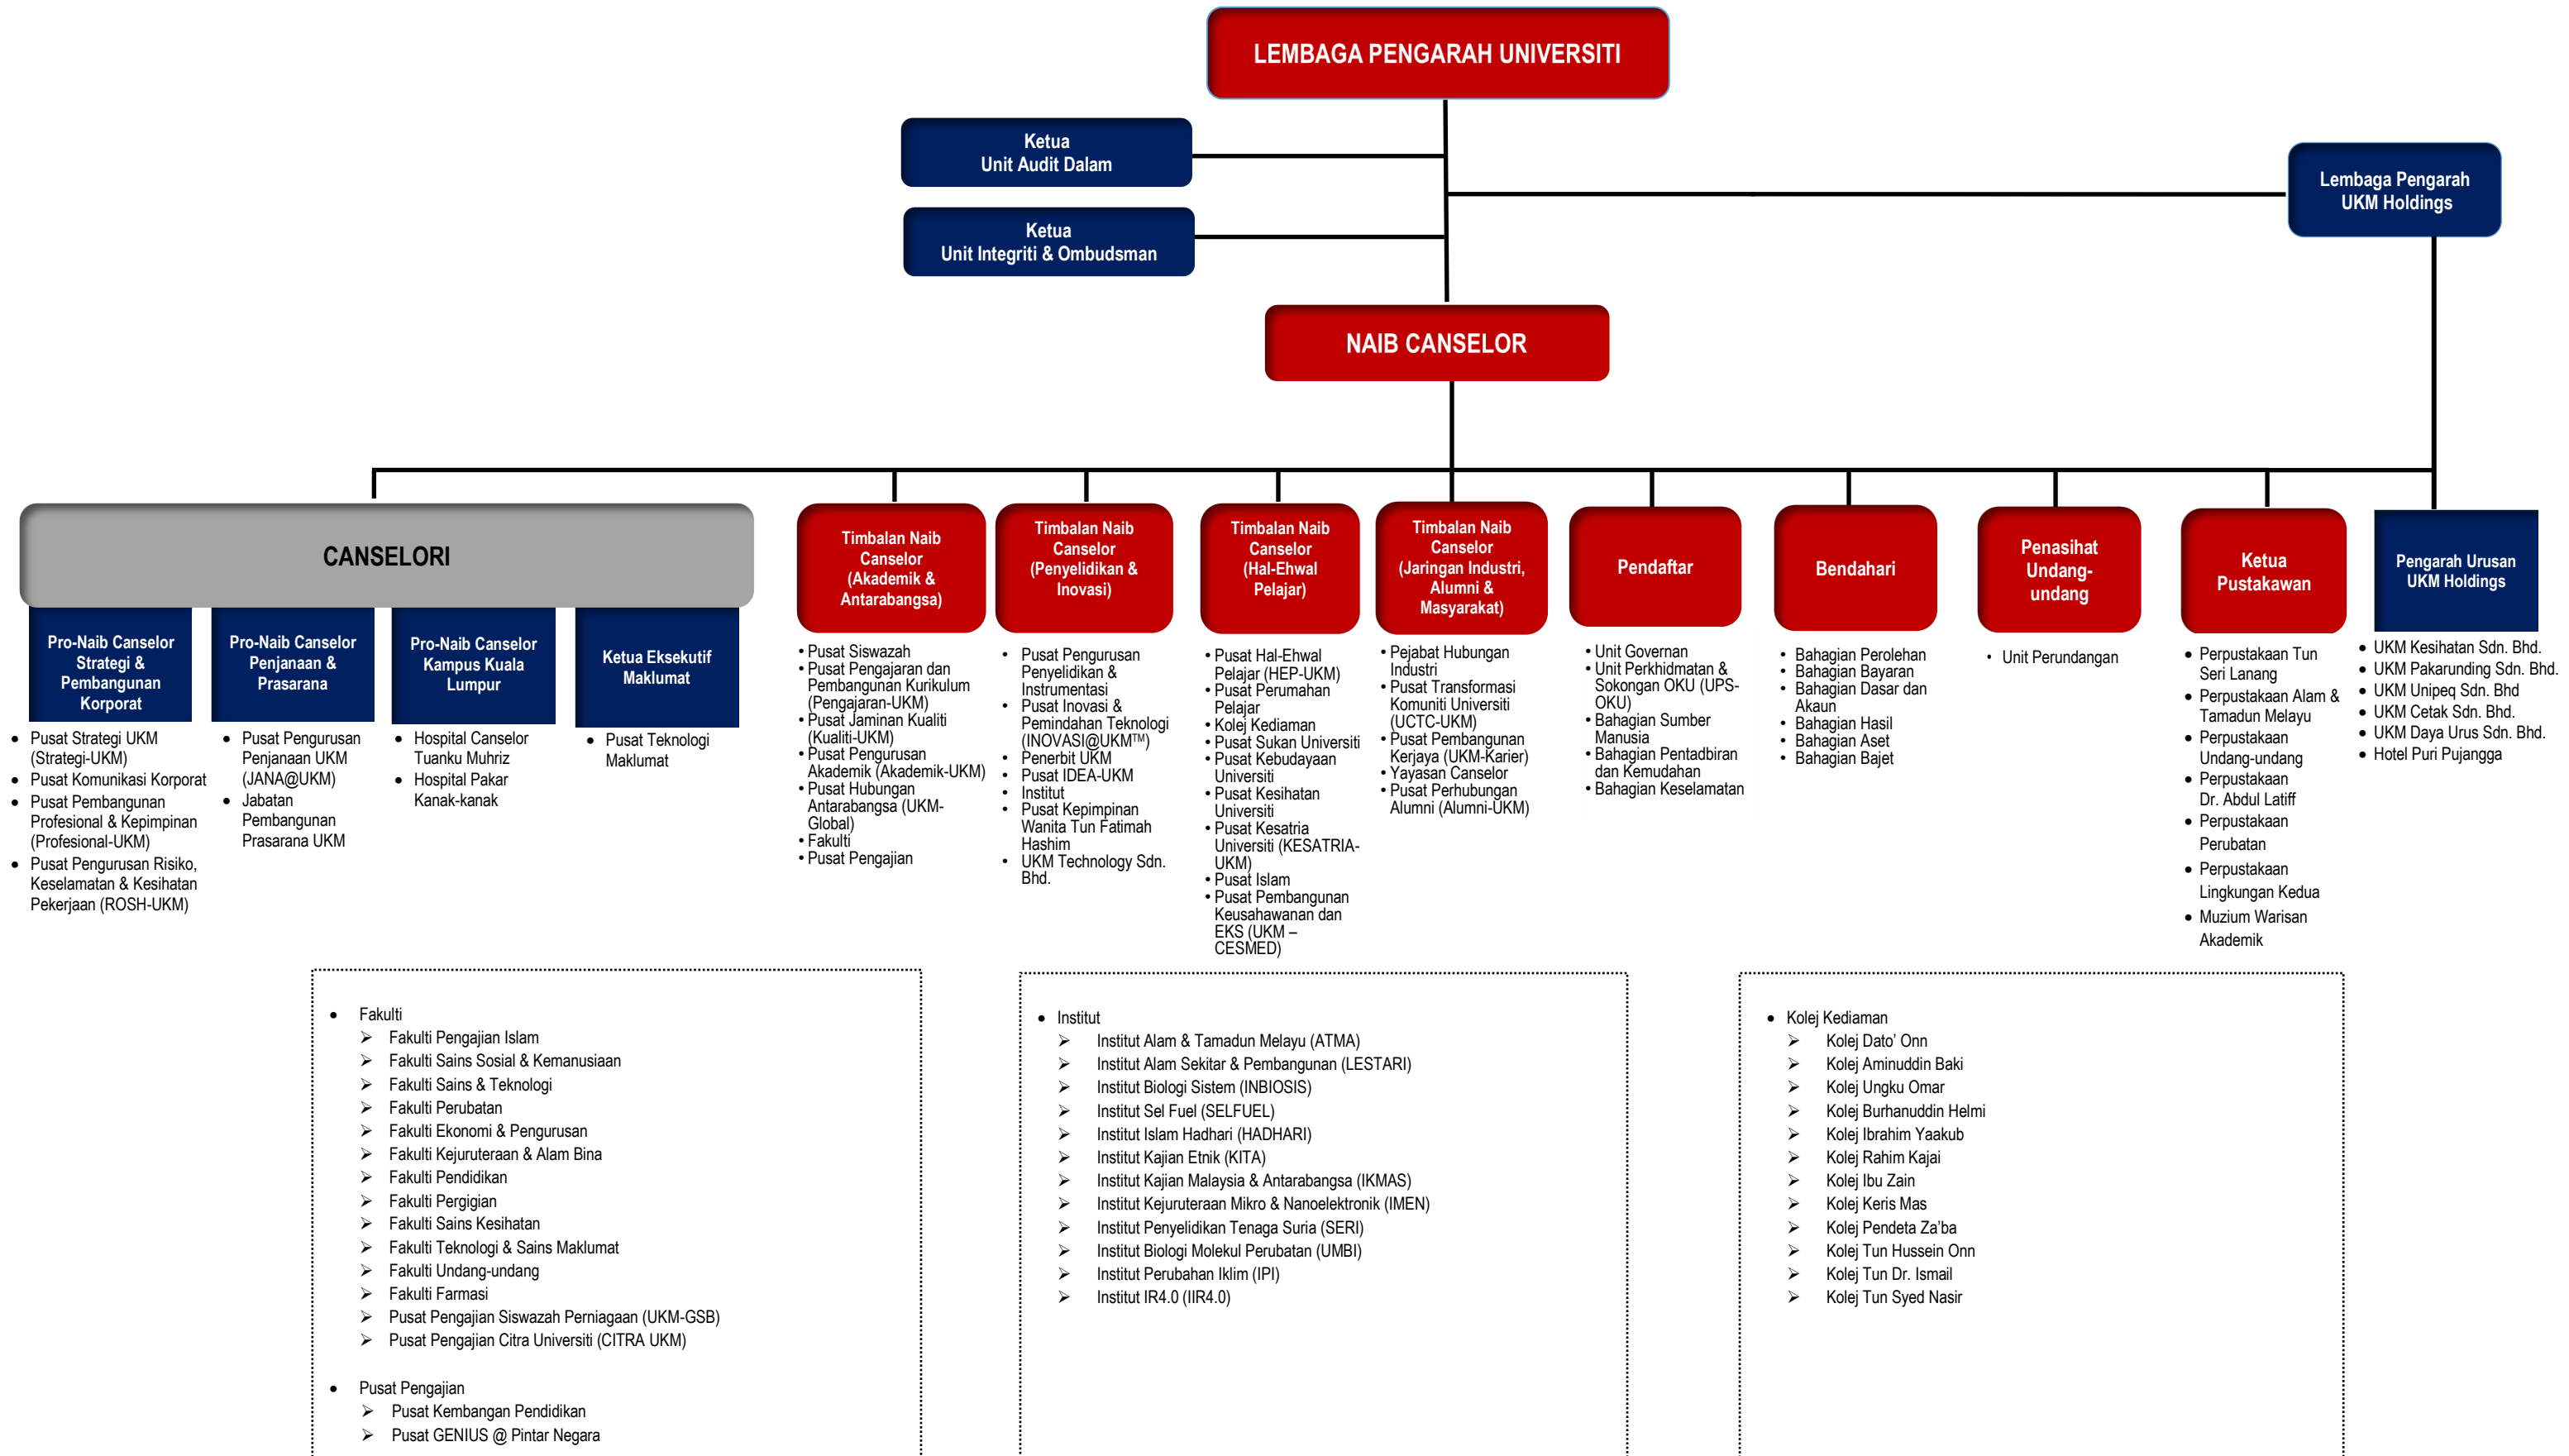 LEMBAGA PENGARAH UNIVERSITI
Ketua
Unit Audit Dalam
Ketua
Unit Integriti & Ombudsman
Lembaga Pengarah
UKM Holdings
NAIB CANSELOR
CANSELORI
Pro-Naib Canselor
Strategi &
Pembangunan
Korporat
• Pusat Strategi UKM
(Strategi-UKM)
• Pusat Komunikasi Korporat
• Pusat Pembangunan
Profesional & Kepimpinan
(Profesional-UKM)
• Pusat Pengurusan Risiko,
Keselamatan & Kesihatan
Pekerjaan (ROSH-UKM)
Pro-Naib Canselor
Penjanaan &
Prasarana
• Pusat Pengurusan
Penjanaan UKM
(JANA@UKM)
• Jabatan
Pembangunan
Prasarana UKM
Pro-Naib Canselor
Kampus Kuala
Lumpur
• Hospital Canselor
Tuanku Muhriz
• Hospital Pakar
Kanak-kanak
Ketua Eksekutif
Maklumat
• Pusat Teknologi
Maklumat
Timbalan Naib
Canselor
(Akademik &
Antarabangsa)
• Pusat Siswazah
• Pusat Pengajaran dan
Pembangunan Kurikulum
(Pengajaran-UKM)
• Pusat Jaminan Kualiti
(Kualiti-UKM)
• Pusat Pengurusan
Akademik (Akademik-UKM)
• Pusat Hubungan
Antarabangsa (UKM-
Global)
• Fakulti
• Pusat Pengajian
Timbalan Naib
Canselor
(Penyelidikan &
Inovasi)
• Pusat Pengurusan
Penyelidikan &
Instrumentasi
• Pusat Inovasi &
Pemindahan Teknologi
(INOVASI@UKM™)
• Penerbit UKM
• Pusat IDEA-UKM
• Institut
• Pusat Kepimpinan
Wanita Tun Fatimah
Hashim
• UKM Technology Sdn.
Bhd.
Timbalan Naib
Canselor
(Hal-Ehwal
Pelajar)
• Pusat Hal-Ehwal
Pelajar (HEP-UKM)
• Pusat Perumahan
Pelajar
• Kolej Kediaman
• Pusat Sukan Universiti
• Pusat Kebudayaan
Universiti
• Pusat Kesihatan
Universiti
• Pusat Kesatria
Universiti (KESATRIA-
UKM)
• Pusat Islam
• Pusat Pembangunan
Keusahawanan dan
EKS (UKM –
CESMED)
Timbalan Naib
Canselor
(Jaringan Industri,
Alumni &
Masyarakat)
• Pejabat Hubungan
Industri
• Pusat Transformasi
Komuniti Universiti
(UCTC-UKM)
• Pusat Pembangunan
Kerjaya (UKM-Karier)
• Yayasan Canselor
• Pusat Perhubungan
Alumni (Alumni-UKM)
Pendaftar
• Unit Governan
• Unit Perkhidmatan &
Sokongan OKU (UPS-
OKU)
• Bahagian Sumber
Manusia
• Bahagian Pentadbiran
dan Kemudahan
• Bahagian Keselamatan
Bendahari
• Bahagian Perolehan
• Bahagian Bayaran
• Bahagian Dasar dan
Akaun
• Bahagian Hasil
• Bahagian Aset
• Bahagian Bajet
Penasihat
Undang-
undang
• Unit Perundangan
Ketua
Pustakawan
• Perpustakaan Tun
Seri Lanang
• Perpustakaan Alam &
Tamadun Melayu
• Perpustakaan
Undang-undang
• Perpustakaan
Dr. Abdul Latiff
• Perpustakaan
Perubatan
• Perpustakaan
Lingkungan Kedua
• Muzium Warisan
Akademik
Pengarah Urusan
UKM Holdings
• UKM Kesihatan Sdn. Bhd.
• UKM Pakarunding Sdn. Bhd.
• UKM Unipeq Sdn. Bhd
• UKM Cetak Sdn. Bhd.
• UKM Daya Urus Sdn. Bhd.
• Hotel Puri Pujangga
• Fakulti
➢ Fakulti Pengajian Islam
➢ Fakulti Sains Sosial & Kemanusiaan
➢ Fakulti Sains & Teknologi
➢ Fakulti Perubatan
➢ Fakulti Ekonomi & Pengurusan
➢ Fakulti Kejuruteraan & Alam Bina
➢ Fakulti Pendidikan
➢ Fakulti Pergigian
➢ Fakulti Sains Kesihatan
➢ Fakulti Teknologi & Sains Maklumat
➢ Fakulti Undang-undang
➢ Fakulti Farmasi
➢ Pusat Pengajian Siswazah Perniagaan (UKM-GSB)
➢ Pusat Pengajian Citra Universiti (CITRA UKM)
• Pusat Pengajian
➢ Pusat Kembangan Pendidikan
➢ Pusat GENIUS @ Pintar Negara
• Institut
➢ Institut Alam & Tamadun Melayu (ATMA)
➢ Institut Alam Sekitar & Pembangunan (LESTARI)
➢ Institut Biologi Sistem (INBIOSIS)
➢ Institut Sel Fuel (SELFUEL)
➢ Institut Islam Hadhari (HADHARI)
➢ Institut Kajian Etnik (KITA)
➢ Institut Kajian Malaysia & Antarabangsa (IKMAS)
➢ Institut Kejuruteraan Mikro & Nanoelektronik (IMEN)
➢ Institut Penyelidikan Tenaga Suria (SERI)
➢ Institut Biologi Molekul Perubatan (UMBI)
➢ Institut Perubahan Iklim (IPI)
➢ Institut IR4.0 (IIR4.0)
• Kolej Kediaman
➢ Kolej Dato’ Onn
➢ Kolej Aminuddin Baki
➢ Kolej Ungku Omar
➢ Kolej Burhanuddin Helmi
➢ Kolej Ibrahim Yaakub
➢ Kolej Rahim Kajai
➢ Kolej Ibu Zain
➢ Kolej Keris Mas
➢ Kolej Pendeta Za’ba
➢ Kolej Tun Hussein Onn
➢ Kolej Tun Dr. Ismail
➢ Kolej Tun Syed Nasir